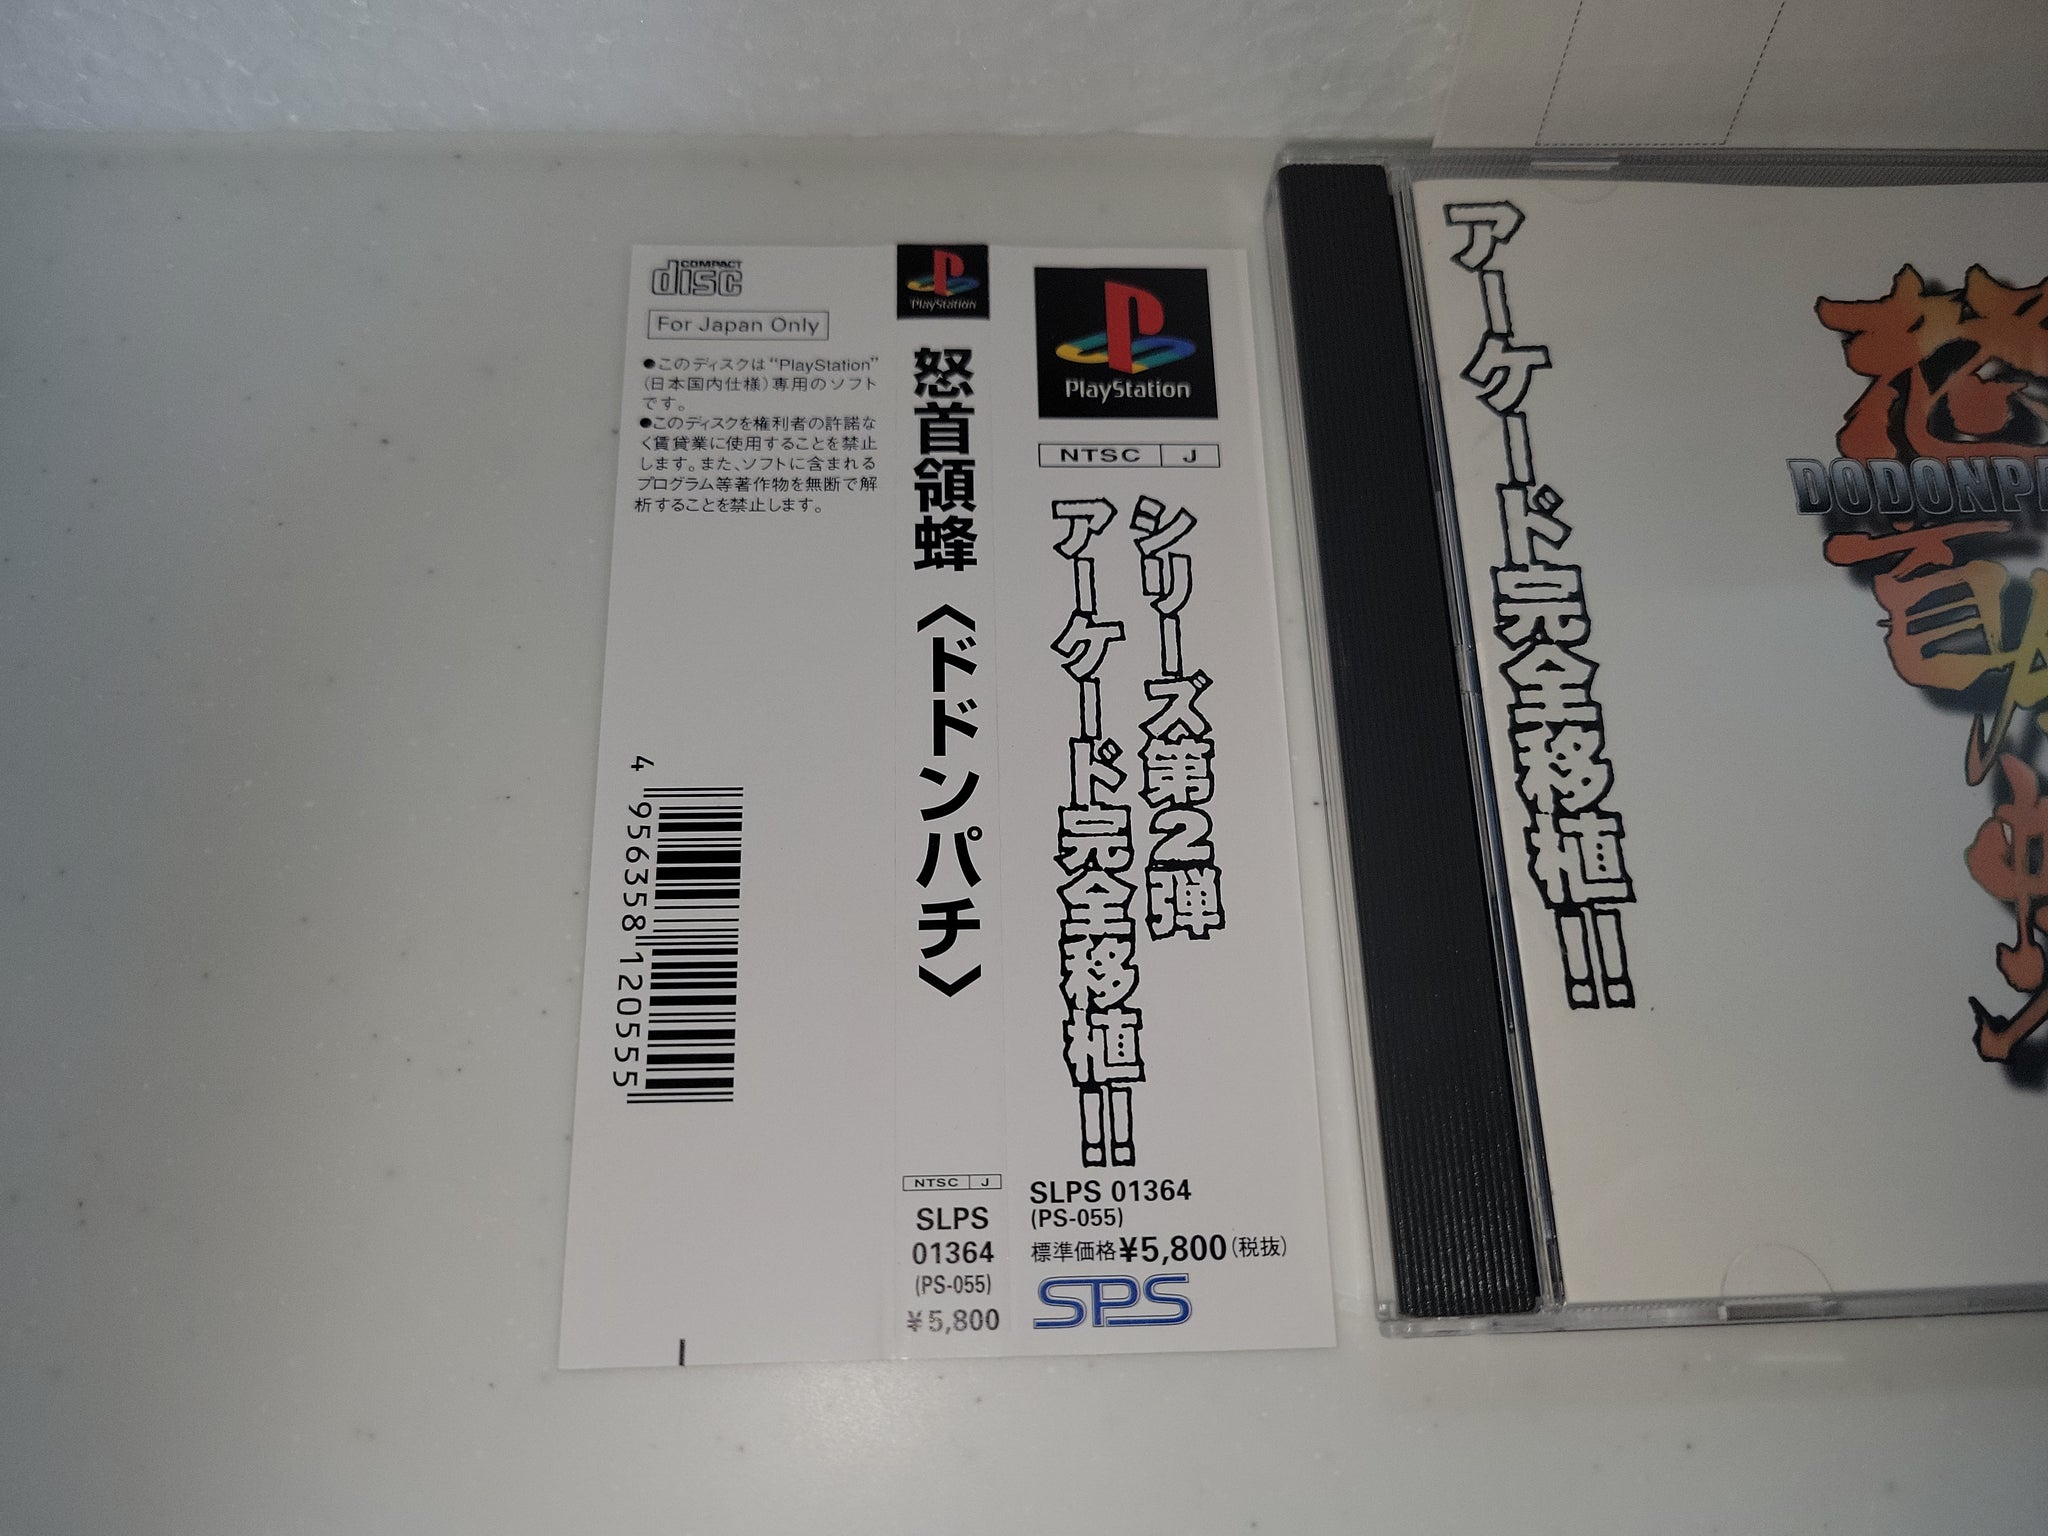 COMPACT
disc
For Japan Only
●このディスクは“PlayStation”
(日本国内仕様)専用のソフト
です。
●このディスクを権利者の許諾な
く賃貸業に使用することを禁止
します。また、ソフトに含まれる
プログラム等著作物を無断で解
析することを禁止します。
4 956358 120555
PlayStation
怒首領蜂〈ドドンパチ〉
NTSC J
SLPS
01364
(PS-055)
¥5,800
PlayStation
NTSC J
シリーズ第2弾
アーケード完全移植!!
SLPS 01364
(PS-055)
標準価格¥5,800(税抜)
SPS
アーケード完全移植!!
怒
DODONP
首